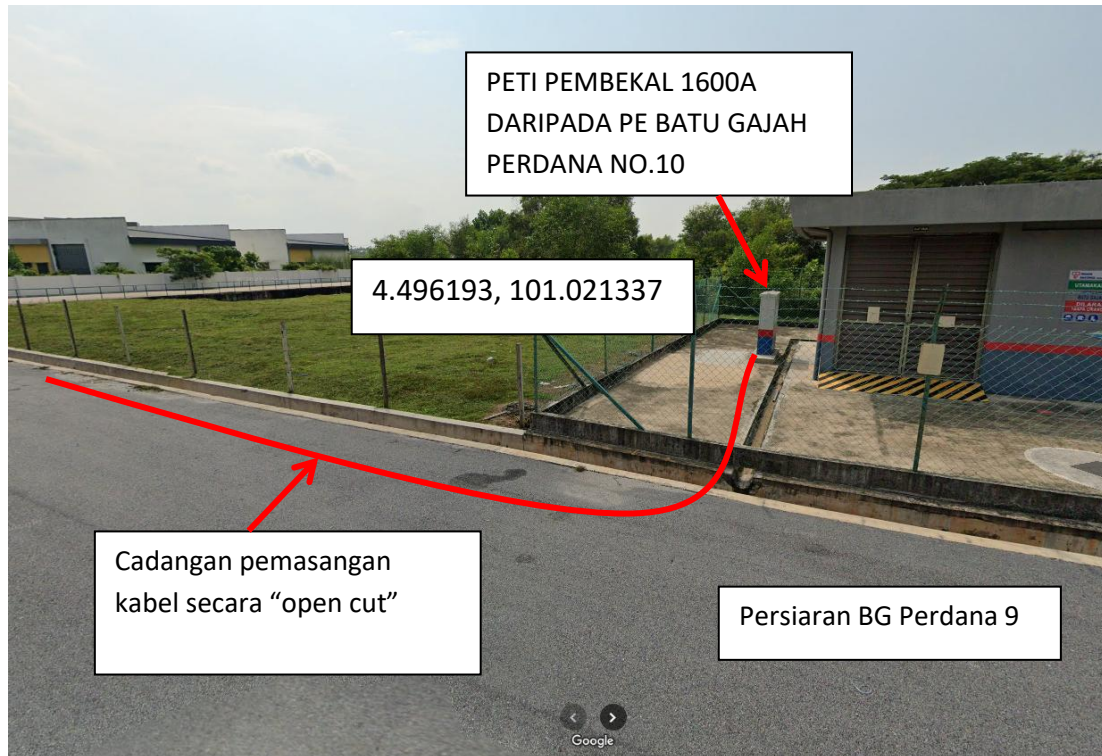 PETI PEMBEKAL 1600A
DARIPADA PE BATU GAJAH
PERDANA NO.10
4.496193, 101.021337
UTAMAKAN
Cadangan pemasangan
kabel secara “open cut”
Persiaran BG Perdana 9
Google